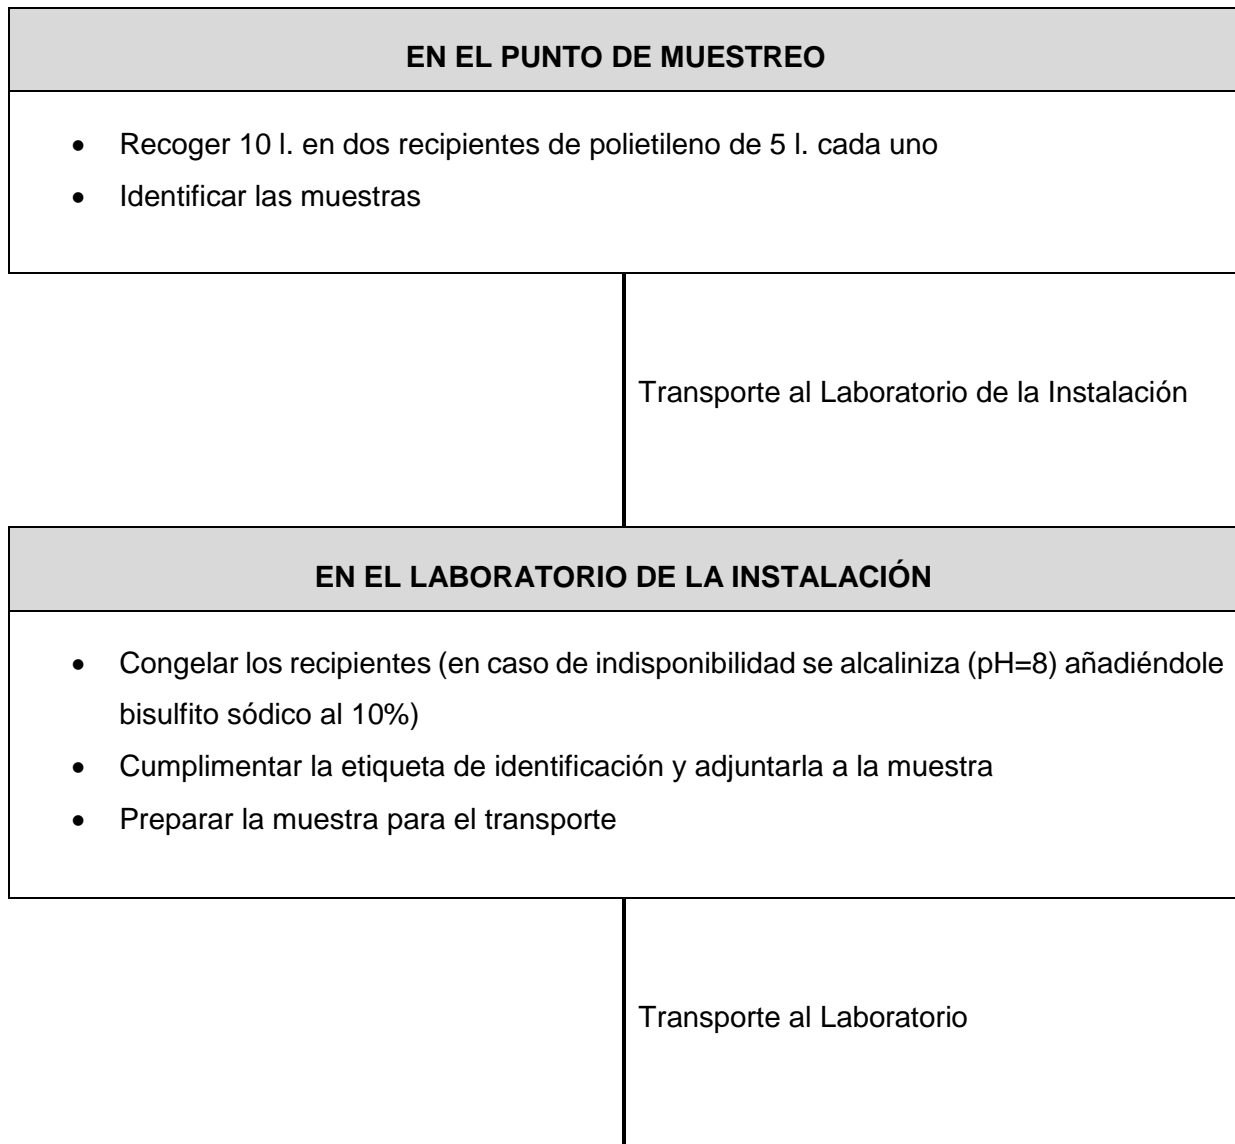 EN EL PUNTO DE MUESTREO
• Recoger 10 l. en dos recipientes de polietileno de 5 l. cada uno
• Identificar las muestras
Transporte al Laboratorio de la Instalación
EN EL LABORATORIO DE LA INSTALACIÓN
• Congelar los recipientes (en caso de indisponibilidad se alcaliniza (pH=8) añadiéndole
bisulfito sódico al 10%)
• Cumplimentar la etiqueta de identificación y adjuntarla a la muestra
• Preparar la muestra para el transporte
Transporte al Laboratorio